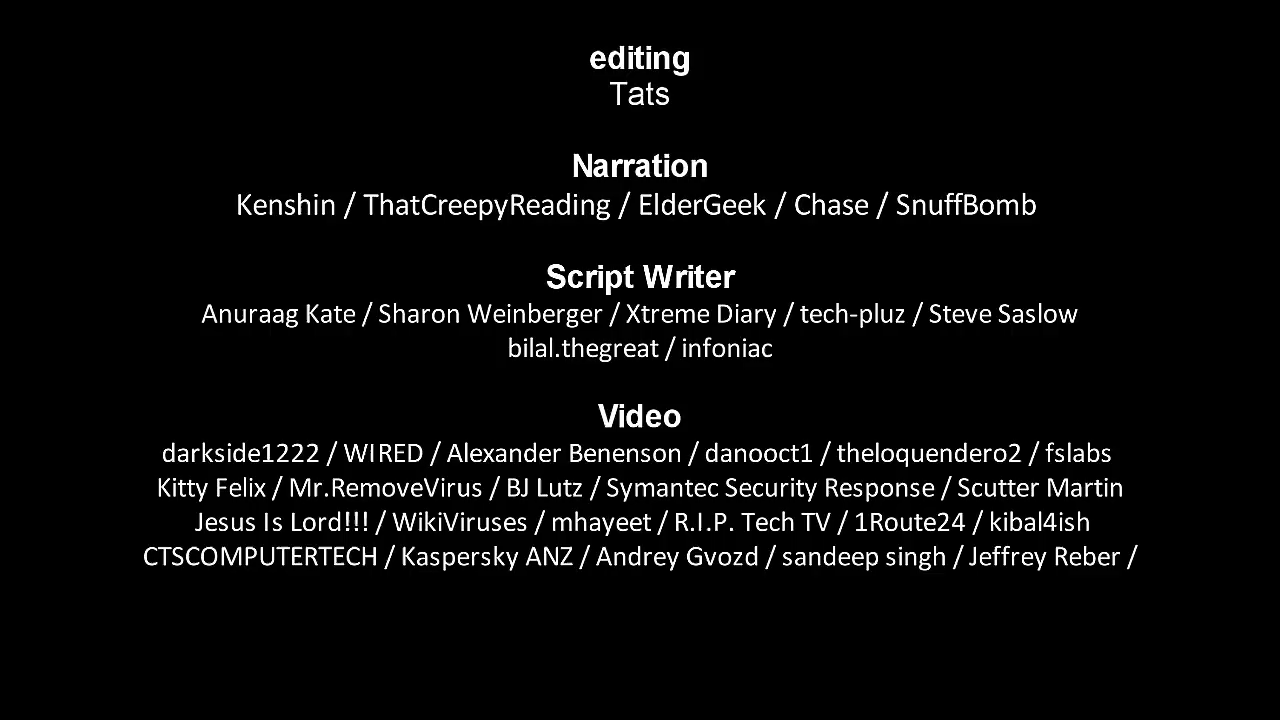 editing
Tats
Narration
Kenshin / ThatCreepyReading / ElderGeek / Chase / SnuffBomb
Script Writer
Anuraag Kate / Sharon Weinberger / Xtreme Diary / tech-pluz / Steve Saslow
bilal.thegreat / infoniac
Video
darkside1222 / WIRED / Alexander Benenson / danooct1 / theloquendero2 / fslabs
Kitty Felix / Mr.RemoveVirus / BJ Lutz / Symantec Security Response / Scutter Martin
Jesus Is Lord!!! / WikiViruses / mhayeet / R.I.P. Tech TV / 1Route24 / kibal4ish
CTSCOMPUTERTECH / Kaspersky ANZ / Andrey Gvozd / sandeep singh / Jeffrey Reber /